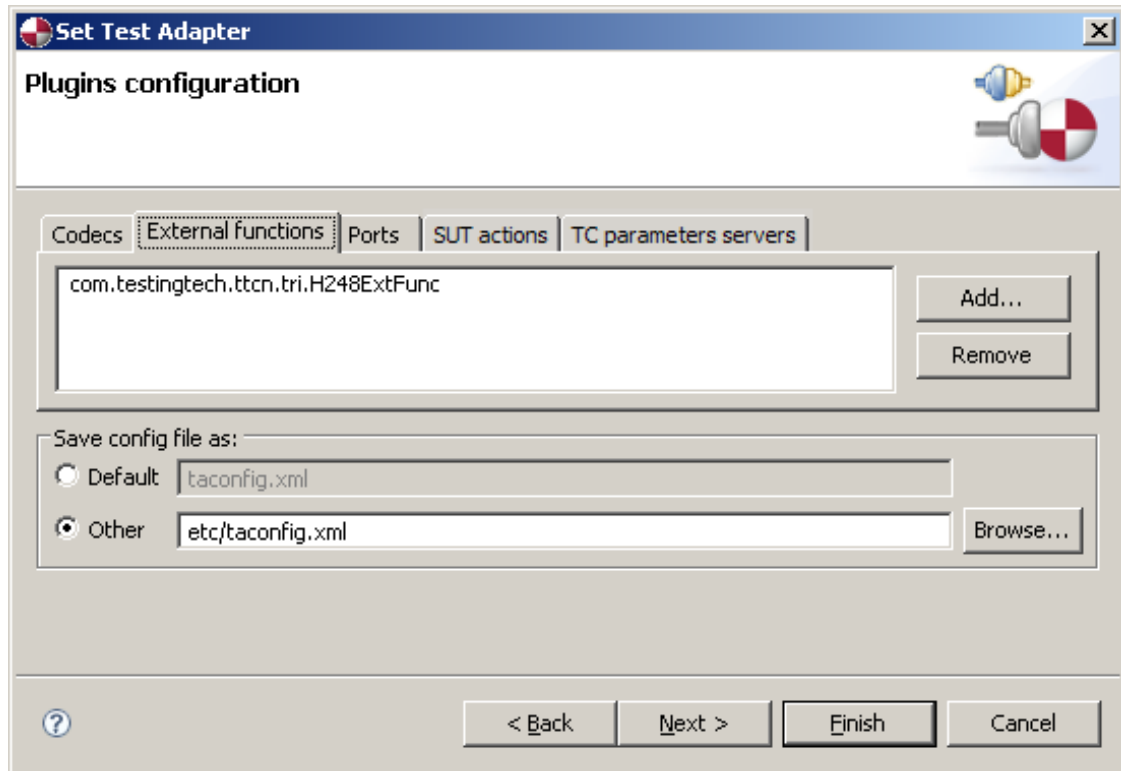 Set Test Adapter
Plugins configuration
Codecs External functions Ports SUT actions TC parameters servers
com.testingtech.ttcn.tri.H248ExtFunc
Add...
Remove
Save config file as:
Default taconfig.xml
Other etc/taconfig.xml Browse...
? < Back Next > Finish Cancel